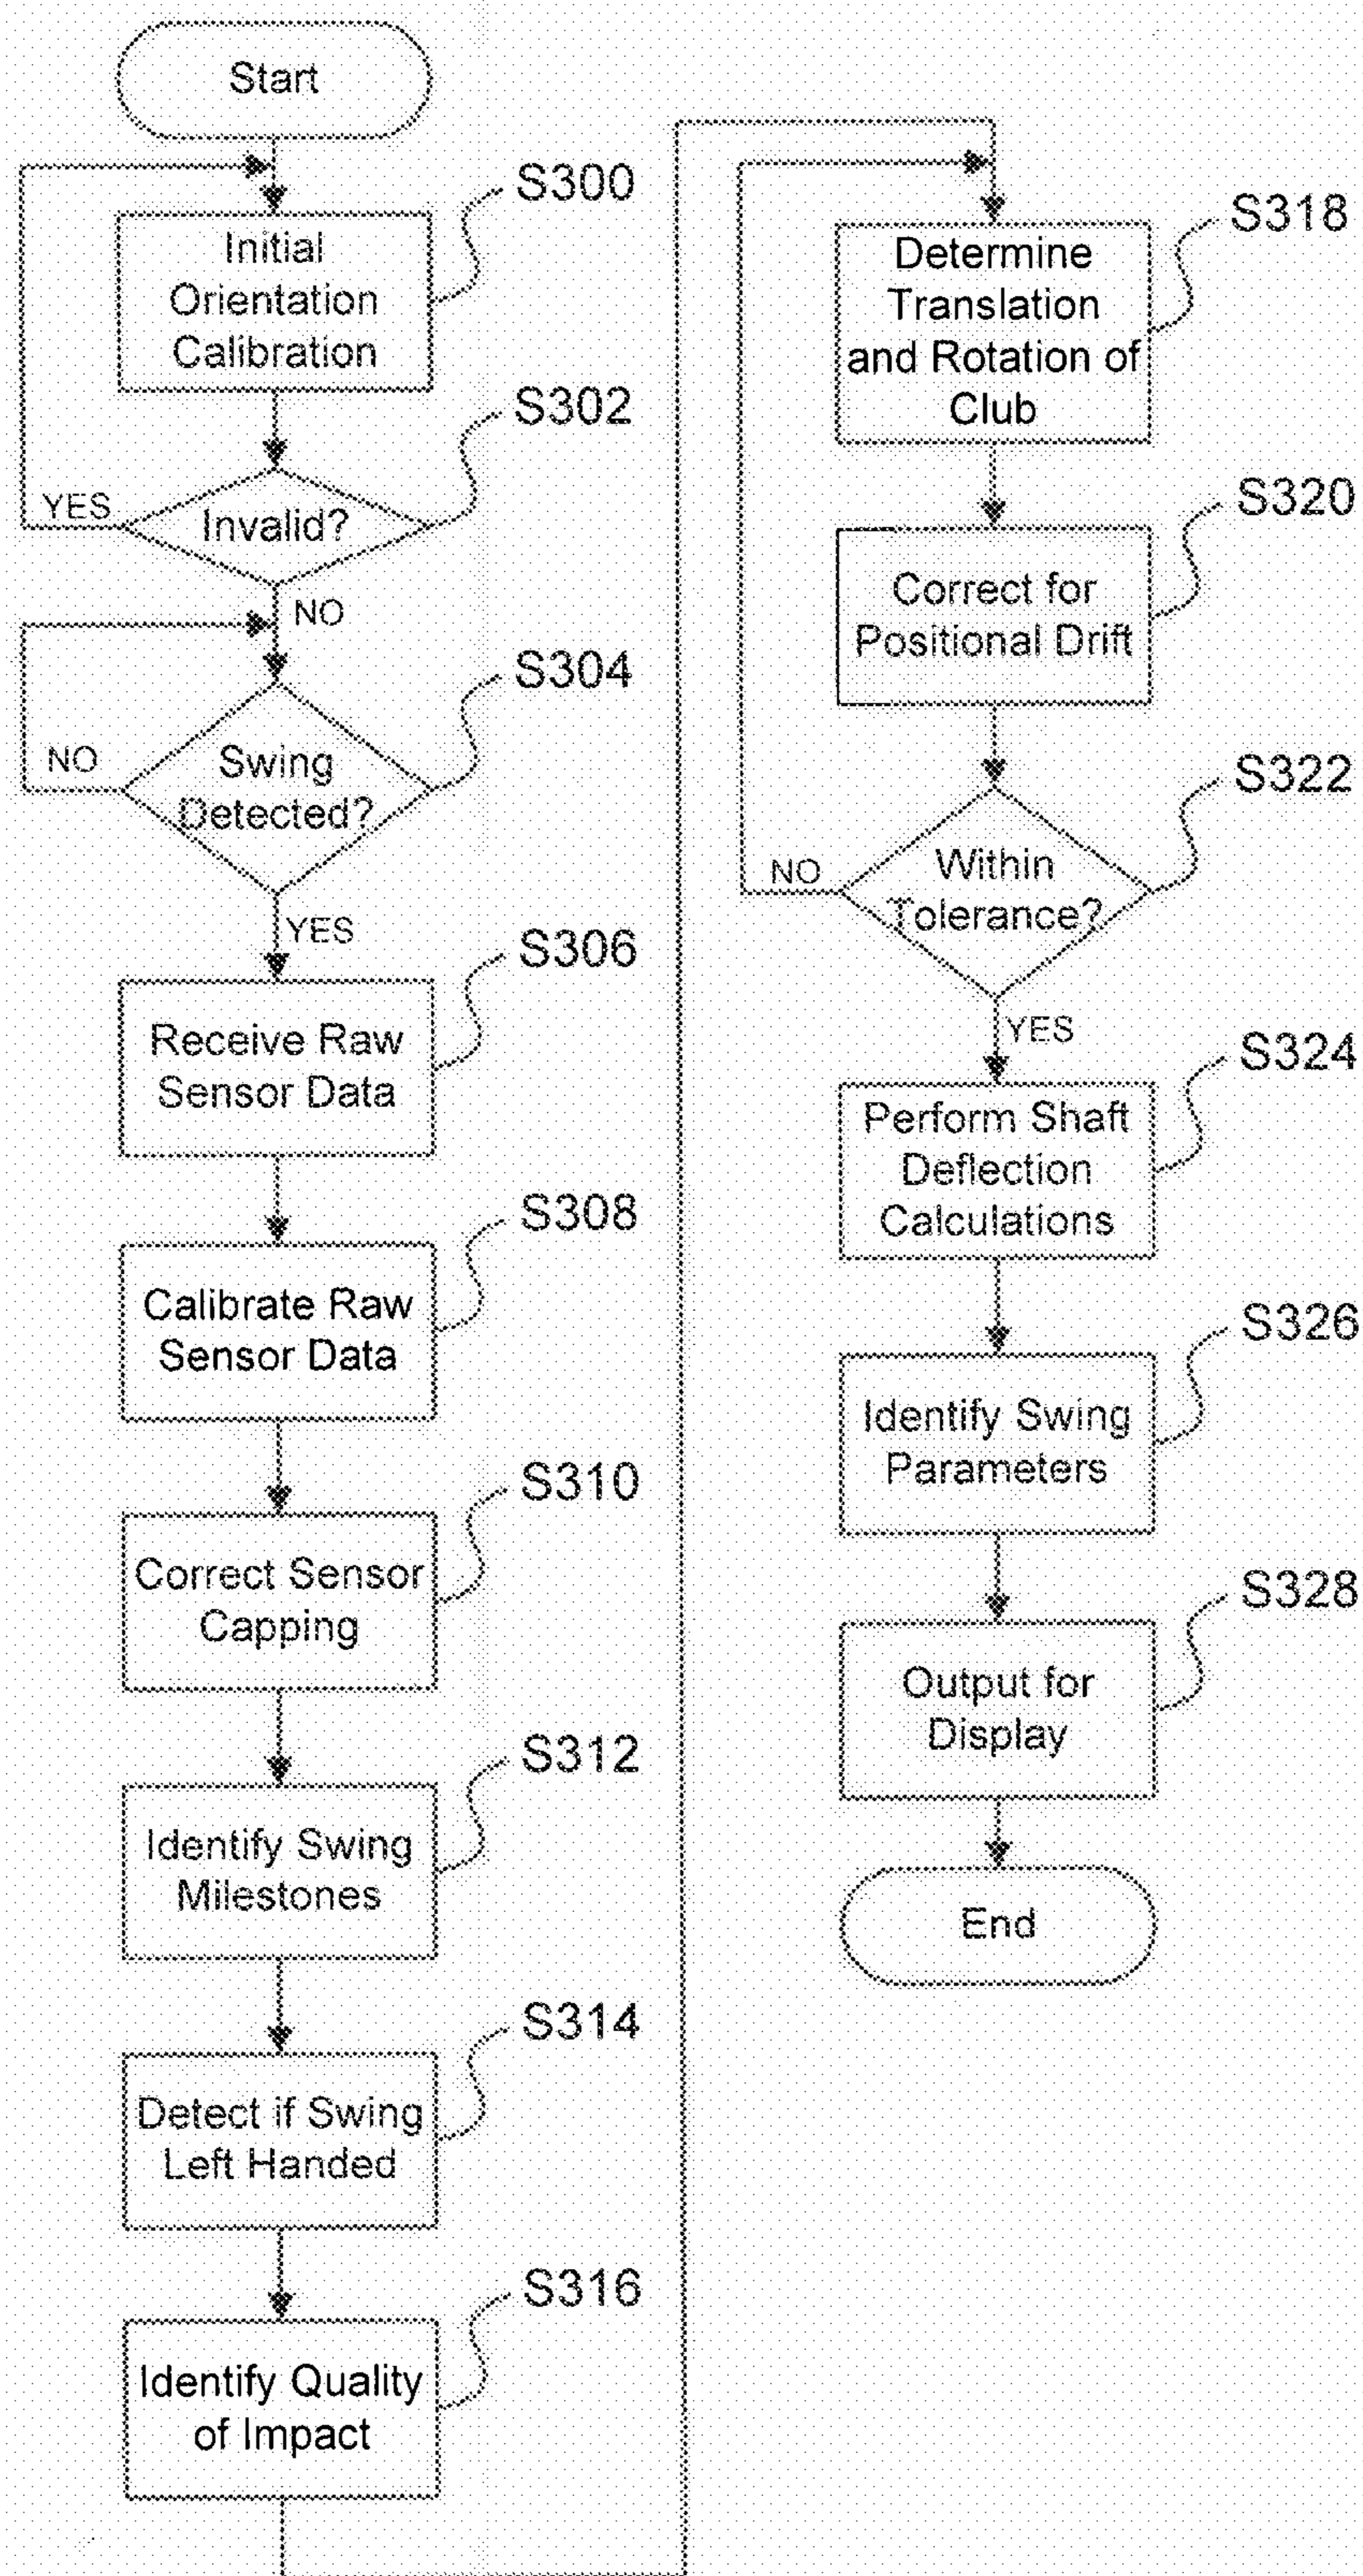 Start
S300
Initial
Orientation
Calibration
S302
YES
Invalid?
NO
S304
NO
Swing
Detected?
YES
S306
Receive Raw
Sensor Data
S308
Calibrate Raw
Sensor Data
S310
Correct Sensor
Capping
S312
Identify Swing
Milestones
S314
Detect if Swing
Left Handed
S316
Identify Quality
of Impact
S318
Determine
Translation
and Rotation of
Club
S320
Correct for
Positional Drift
S322
NO
Within
Tolerance?
YES
S324
Perform Shaft
Deflection
Calculations
S326
Identify Swing
Parameters
S328
Output for
Display
End